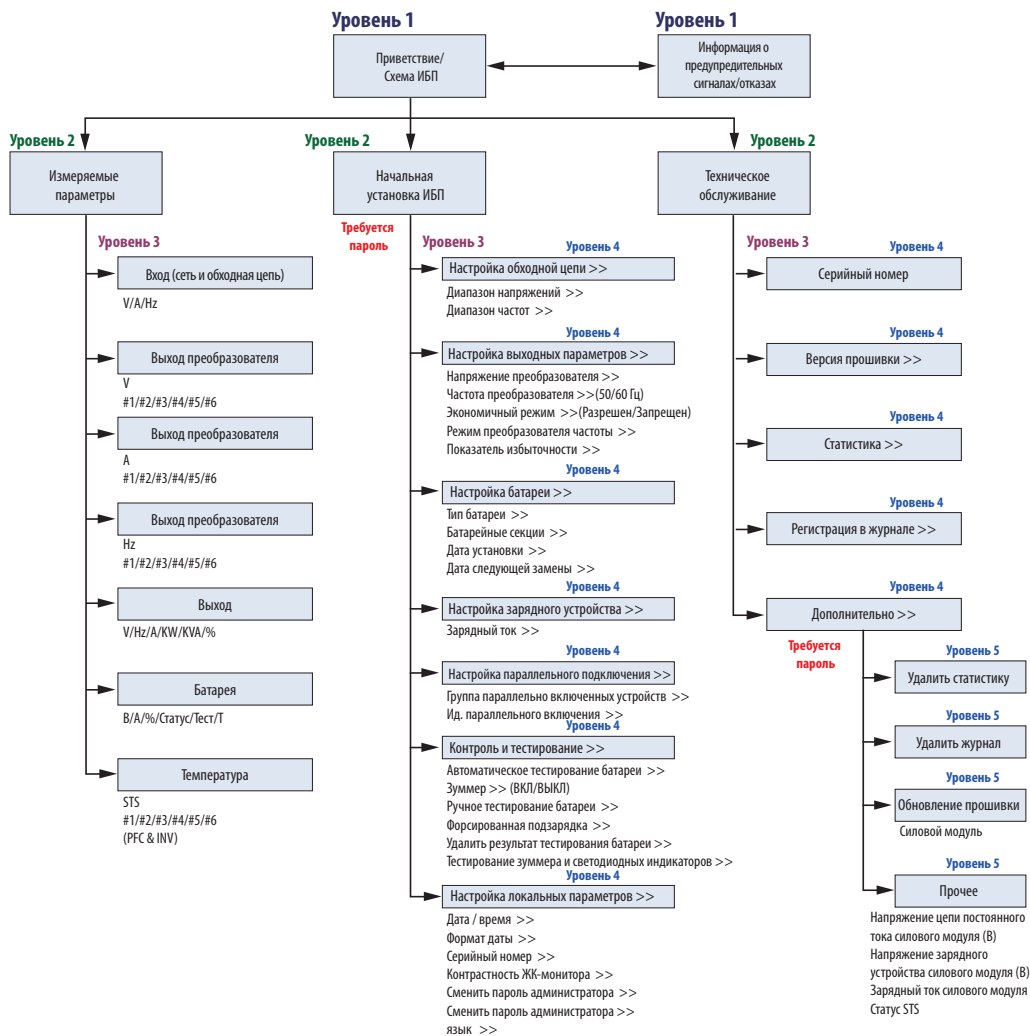 Уровень 1
Приветствие/
Схема ИБП
Уровень 1
Информация о
предупредительных
сигналах/отказах
Уровень 2
Измеряемые
параметры
Уровень 3
Вход (сеть и обходная цепь)
V/A/Hz
Выход преобразователя
V
#1/#2/#3/#4/#5/#6
Выход преобразователя
A
#1/#2/#3/#4/#5/#6
Выход преобразователя
Hz
#1/#2/#3/#4/#5/#6
Выход
V/Hz/A/KW/KVA/%
Батарея
В/А/%/Статус/Тест/Т
Температура
STS
#1/#2/#3/#4/#5/#6
(PFC & INV)
Уровень 2
Начальная
установка ИБП
Требуется
пароль
Уровень 3
Уровень 4
Настройка обходной цепи >>
Диапазон напряжений >>
Диапазон частот >>
Уровень 4
Настройка выходных параметров >>
Напряжение преобразователя >>
Частота преобразователя >>(50/60 Гц)
Экономичный режим >>(Разрешен/Запрещен)
Режим преобразователя частоты >>
Показатель избыточности >>
Уровень 4
Настройка батареи >>
Тип батареи >>
Батарейные секции >>
Дата установки >>
Дата следующей замены >>
Уровень 4
Настройка зарядного устройства >>
Зарядный ток >>
Уровень 4
Настройка параллельного подключения >>
Группа параллельно включенных устройств >>
Ид. параллельного включения >>
Уровень 4
Контроль и тестирование >>
Автоматическое тестирование батареи >>
Зуммер >> (ВКЛ/ВЫКЛ)
Ручное тестирование батареи >>
Форсированная подзарядка >>
Удалить результат тестирования батареи >>
Тестирование зуммера и светодиодных индикаторов >>
Уровень 4
Настройка локальных параметров >>
Дата / время >>
Формат даты >>
Серийный номер >>
Контрастность ЖК-монитора >>
Сменить пароль администратора >>
Сменить пароль администратора >>
язык >>
Уровень 2
Техническое
обслуживание
Уровень 3
Уровень 4
Серийный номер
Уровень 4
Версия прошивки >>
Уровень 4
Статистика >>
Уровень 4
Регистрация в журнале >>
Уровень 4
Дополнительно >>
Требуется
пароль
Уровень 5
Удалить статистику
Уровень 5
Удалить журнал
Уровень 5
Обновление прошивки
Силовой модуль
Уровень 5
Прочее
Напряжение цепи постоянного
тока силового модуля (В)
Напряжение зарядного
устройства силового модуля (В)
Зарядный ток силового модуля
Статус STS